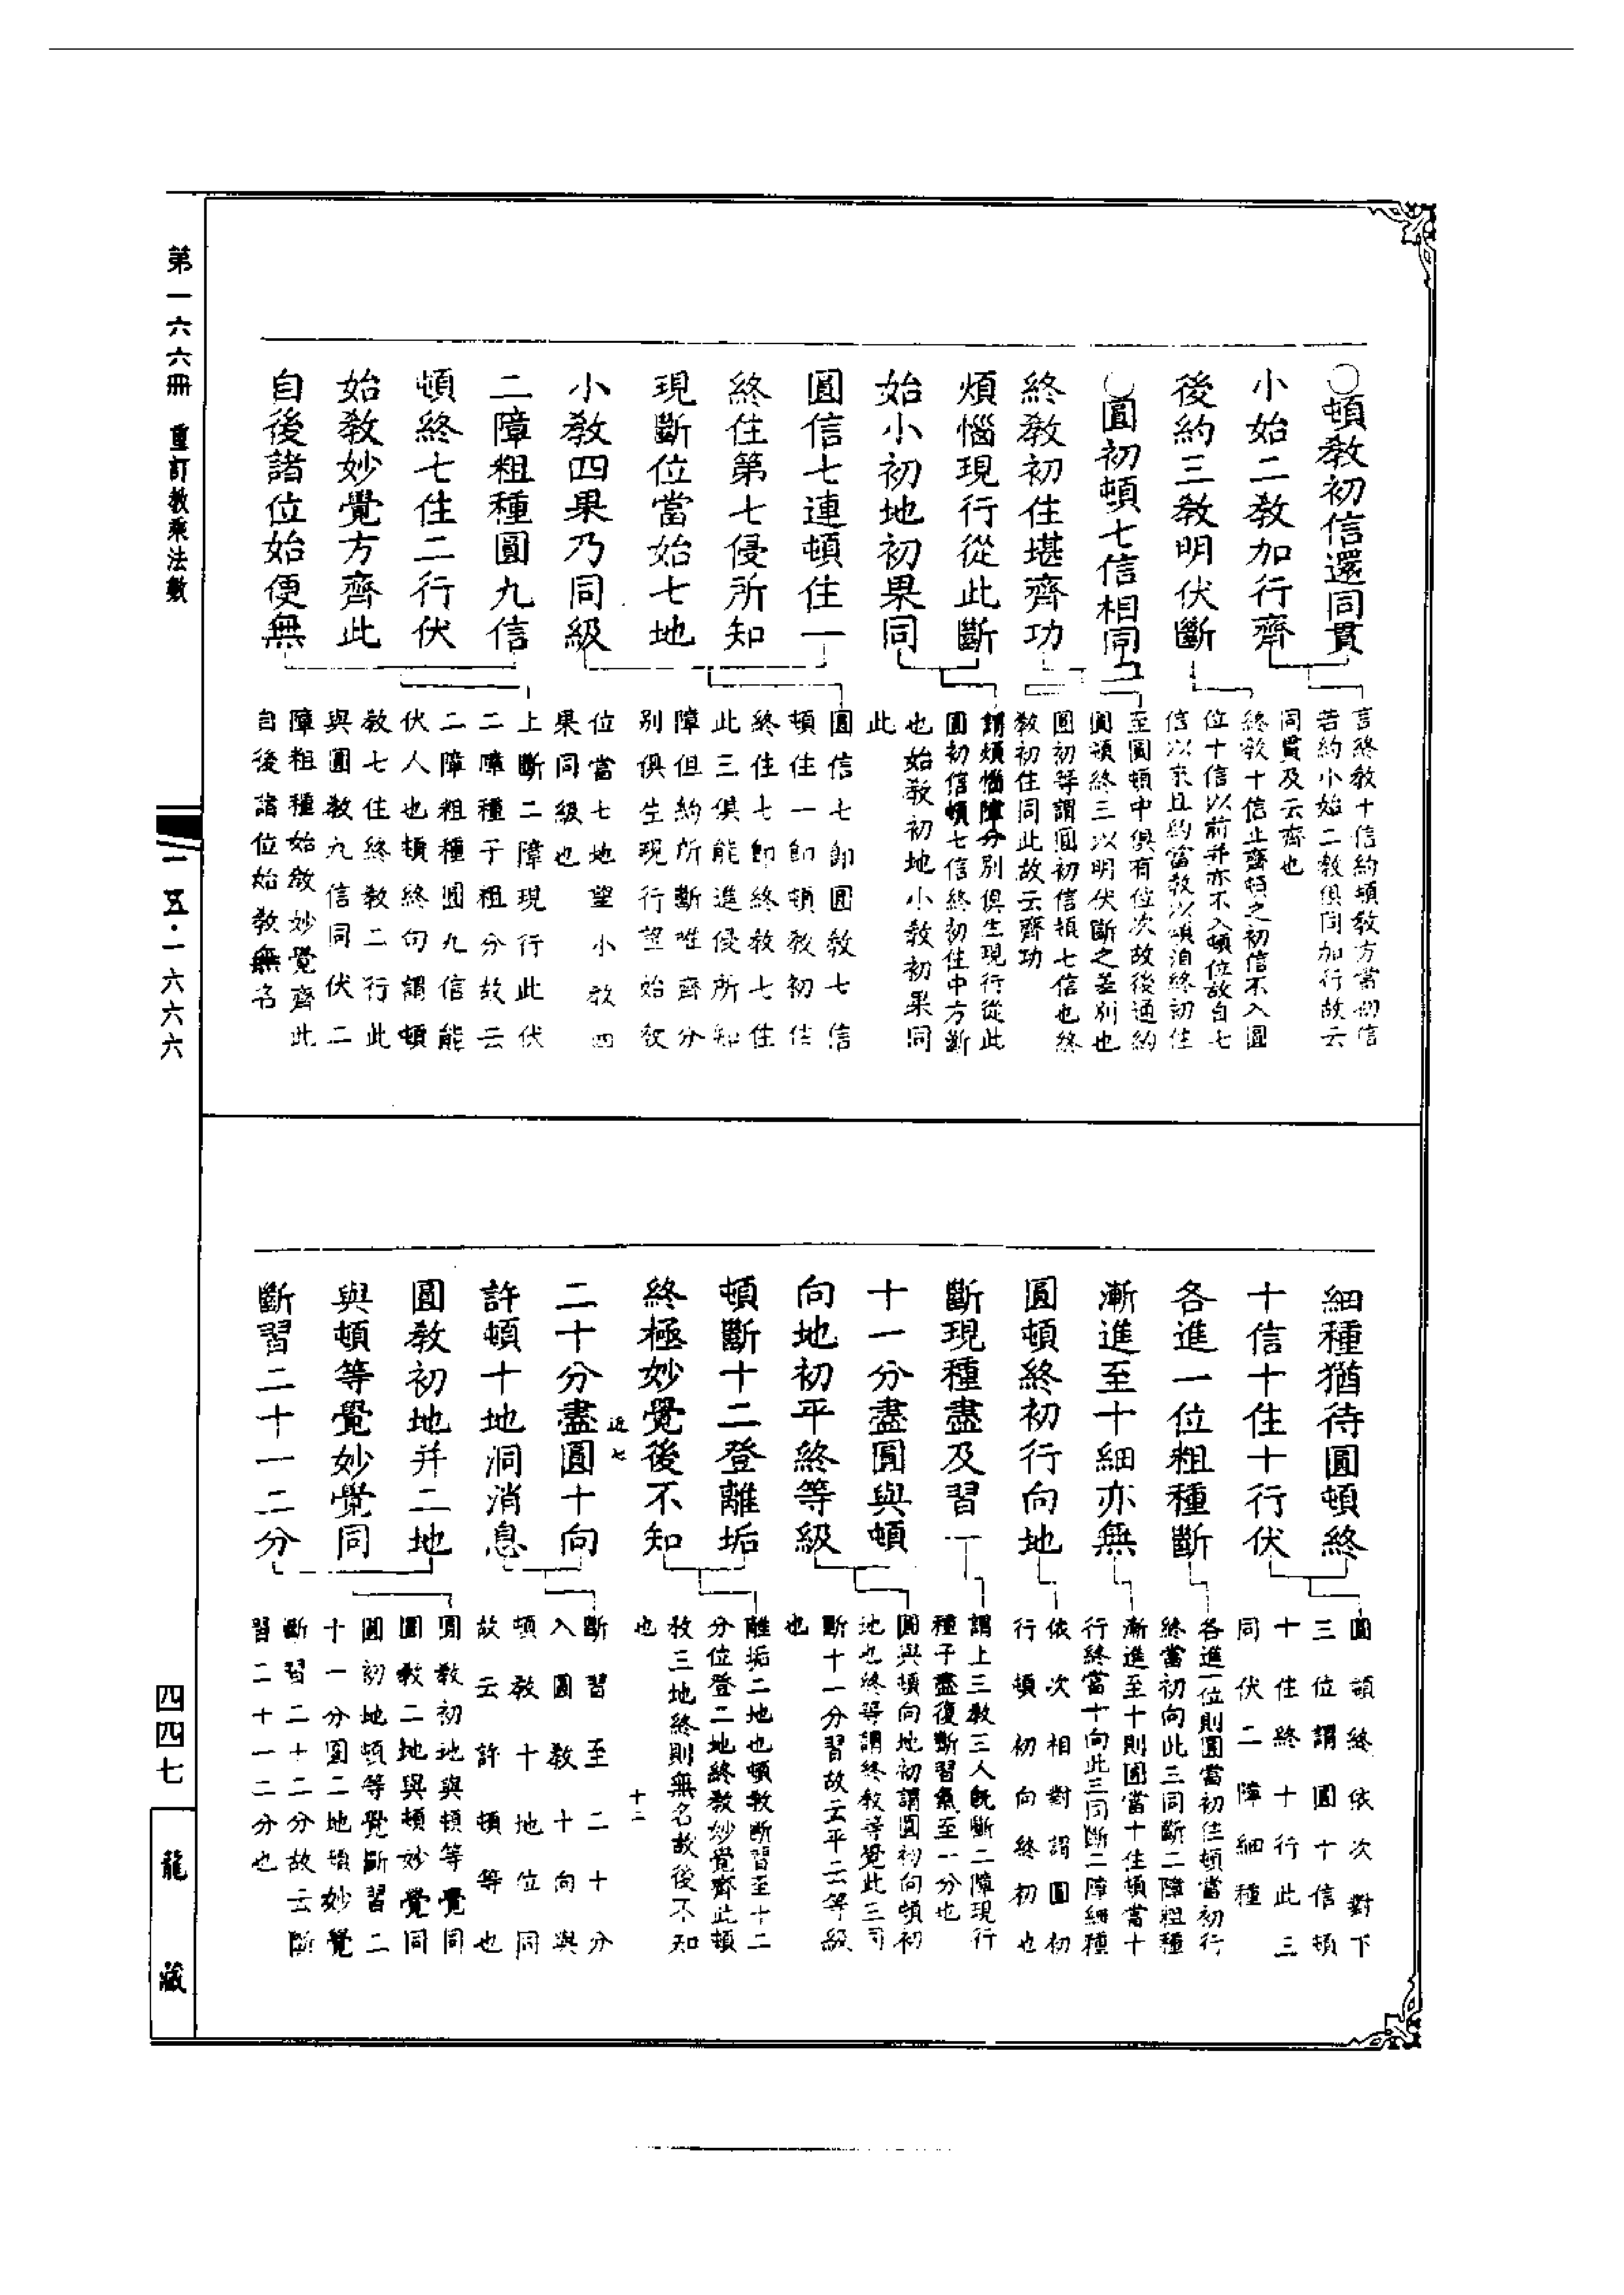 ○頓教初信還同貫
小始二教加行齊
後約三教明伏斷
○圓初頓七信相同
終教初住堪齊功
煩惱現行從此斷
始小初地初果同
圓信七連頓住一
終住第七侵所知
現斷位當始七地
小教四果乃同級
二障粗種圓九信
頓終七住二行伏
始教妙覺方齊此
自後諸位始便無
言終教十信約頓教方當初信
若約小始二教俱同加行故云
同貫及云齊也
終教十信止齊頓之初信不入圓
位十信以前并亦不入頓位故自七
信以來且約當教以頓洎終初住
至圓頓中俱有位次故後通約
圓頓終三以明伏斷之差別也
圓初等謂圓初信頓七信也終
教初住同此故云齊功
謂煩惱障分別俱生現行從此
圓初信頓七信終初住中方斷
也始教初地小教初果同
此
圓信七即圓教七信
頓住一即頓教初住
終住七即終教七住
此三俱能進侵所知
障但約所斷唯齊分
別俱生現行望始教
位當七地望小教四
果同級也
上斷二障現行此伏
二障種子粗分故云
二障粗種圓九信能
伏人也頓終句謂頓
教七住終教二行此
與圓教九信同伏二
障粗種始教妙覺齊此
自後諸位始教無名
細種猶待圓頓終
十信十住十行伏
各進一位粗種斷
漸進至十細亦無
圓頓終初行向地
斷現種盡及習一
十一分盡圓與頓
向地初平終等級
頓斷十二登離垢
終極妙覺後不知
二十分盡圓十向
許頓十地洞消息
圓教初地并二地
與頓等覺妙覺同
斷習二十一二分
圓頓終依次對下
三位謂圓十信頓
十住終十行此三
同伏二障細種
各進一位則圓當初住頓當初行
終當初向此三同斷二障粗種
漸進至十則圓當十住頓當十
行終當十向此三同斷二障細種
依次相對謂圓初
行頓初向終初也
謂上三教三人既斷二障現行
種子盡復斷習氣至一分也
圓與頓向地初謂圓初向頓初
地也終等謂終教等覺此三同
斷十一分習故云平云等級
也
離垢二地也頓教斷習至十二
分位登二地終教妙覺齊此頓
教三地終則無名故後不知
也
斷習至二十分
入圓教十向與
頓教十地位同
故云許頓等也
圓教初地與頓等覺同
圓教二地與頓妙覺同
圓初地頓等覺斷習二
十一分圓二地頓妙覺
斷習二十二分故云斷
習二十一二分也
近七
十二
第一六六冊 重訂教乘法數
一五·一六六六
四四七
龍藏